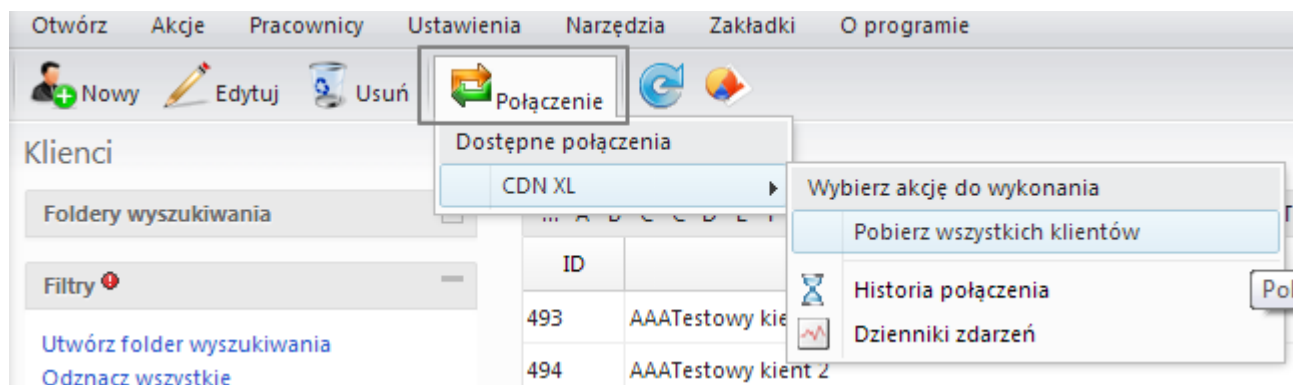 Otwórz Akcje Pracownicy Ustawienia Narzędzia Zakładki O programie
Nowy Edytuj Usuń Połączenie
Klienci
Dostępne połączenia
CDN XL
Wybierz akcję do wykonania
Pobierz wszystkich klientów
Historia połączenia
Dzienniki zdarzeń
Foldery wyszukiwania
Filtry
Utwórz folder wyszukiwania
Odznacz wszystkie
ID
493 AAATestowy
494 AAATestowy kient 2